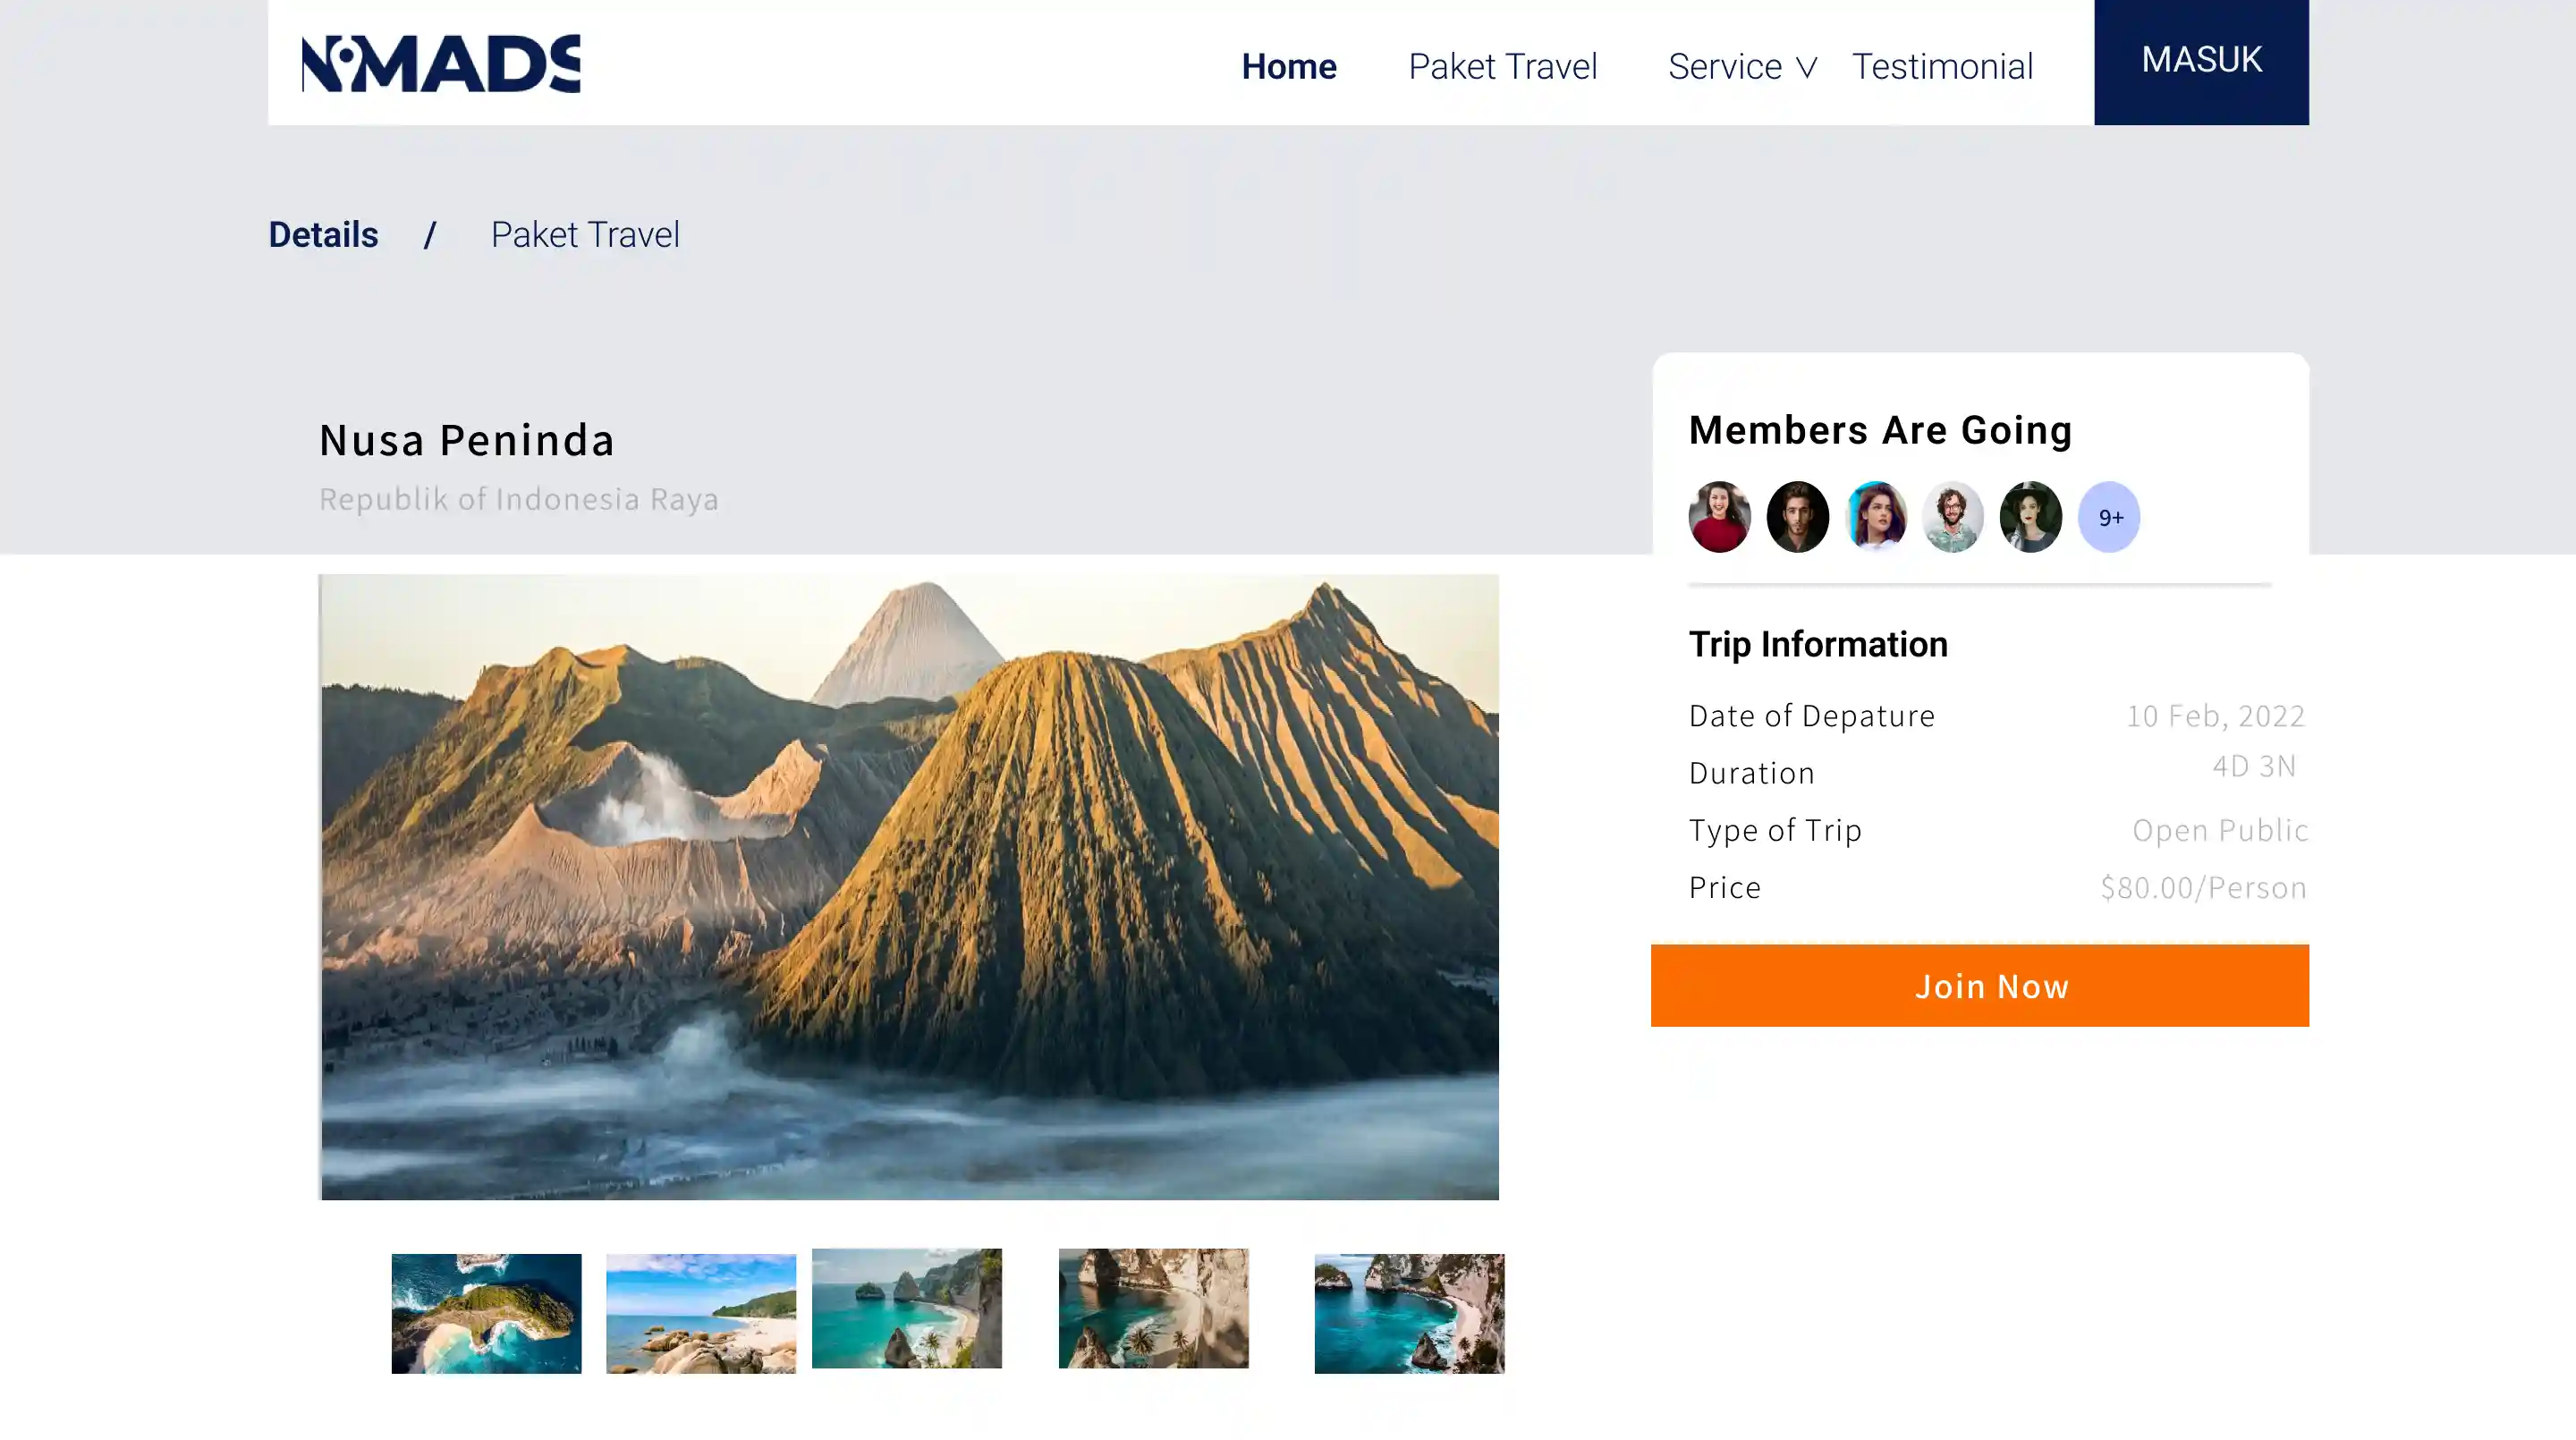 NOMADS
Home Paket Travel Service Testimonial MASUK
Details / Paket Travel
Nusa Peninda
Republik of Indonesia Raya
Members Are Going
9+
Trip Information
Date of Depature 10 Feb, 2022
Duration 4D 3N
Type of Trip Open Public
Price $80.00/Person
Join Now